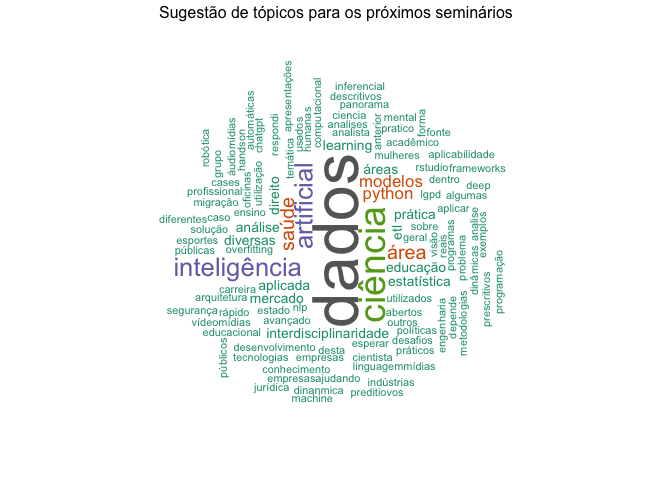 Sugestão de tópicos para os próximos seminários
inferencial
descritivos
panorama
apresentações
computacional
humanas
usados
temática
respondi
automáticas
chatgpt
handson
mídias
áudio
grupo
robótica
ciencia
analises
analista
anterior
mental
pratico
forma
fonte
acadêmico
learning
mulheres
aplicabilidade
cases
oficinas
utilização
direito
saúde
artificial
dados
ciência
áreas
rstudio
frameworks
modelos
dentro
deep
python
lgpd
algumas
profissional
migração
diferentes
caso
ensino
prática
aplicar
solução
análise
etl
sobre
geral
visão
reais
programas
problema
dinâmicas
analise
exemplos
esportes
diversas
públicas
overfitting
área
inteligência
educação
estatística
prescritivos
programação
metodologias
carreira
aplicada
arquitetura
mercado
utilizados
segurança
rápido
estado
nlp
abertos
videomídias
avançado
outros
engenharia
depende
educacional
interdisciplinaridade
políticas
desafios
públicos
desenvolvimento
desta
esperar
práticos
tecnologias
empresas
cientista
conhecimento
linguagemmídias
empresasajudando
indústrias
jurídica
dinanmica
preditiovos
machine